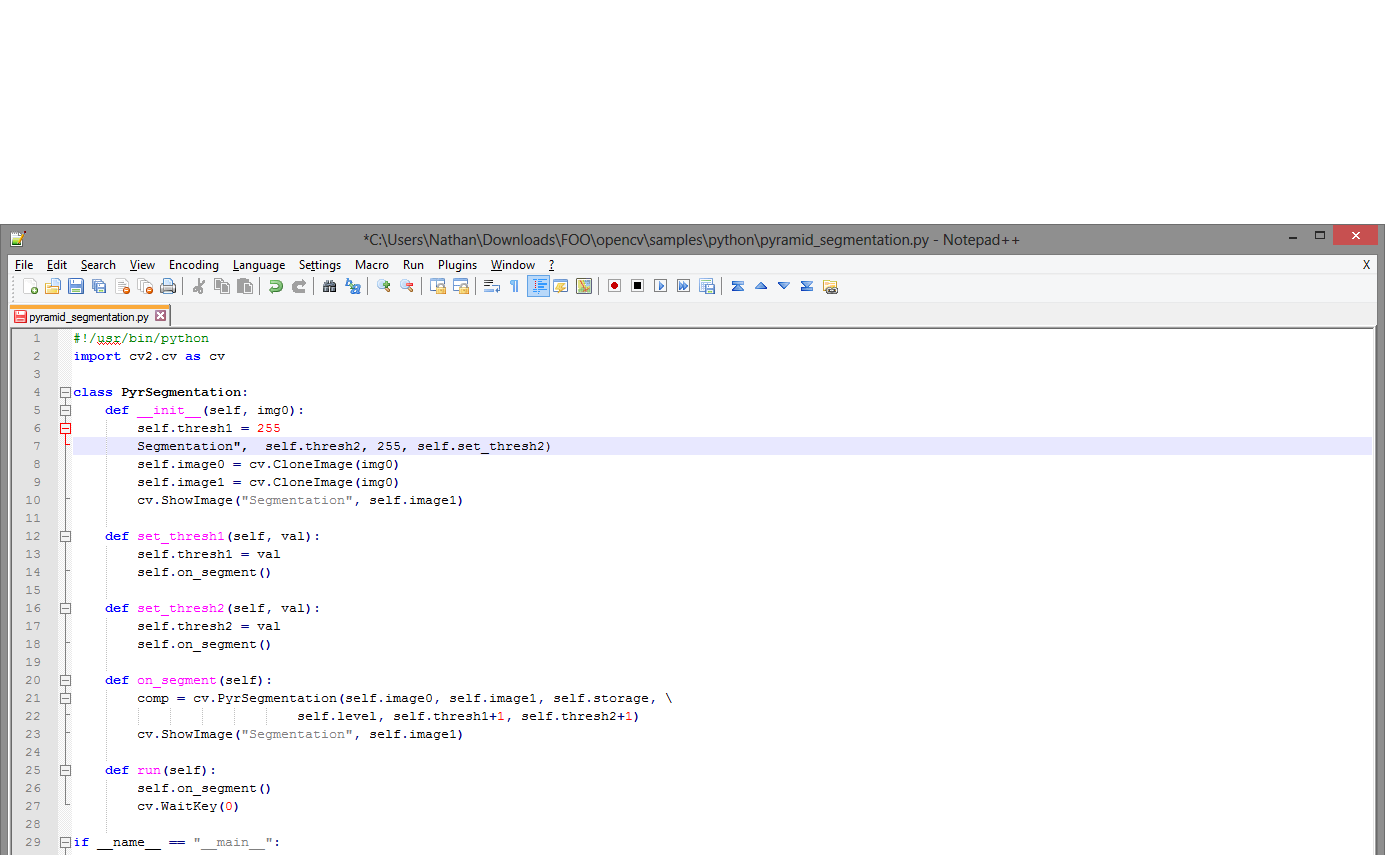 *C:\Users\Nathan\Downloads\FOO\opencv\samples\python\pyramid_segmentation.py - Notepad++
File Edit Search View Encoding Language Settings Macro Run Plugins Window ? X
pyramid_segmentation.py
1 #!/usr/bin/python
2 import cv2.cv as cv
3
4 class PyrSegmentation:
5 def __init__(self, img0):
6 self.thresh1 = 255
7 Segmentation",  self.thresh2, 255, self.set_thresh2)
8 self.image0 = cv.CloneImage(img0)
9 self.image1 = cv.CloneImage(img0)
10 cv.ShowImage("Segmentation", self.image1)
11
12 def set_thresh1(self, val):
13 self.thresh1 = val
14 self.on_segment()
15
16 def set_thresh2(self, val):
17 self.thresh2 = val
18 self.on_segment()
19
20 def on_segment(self):
21 comp = cv.PyrSegmentation(self.image0, self.image1, self.storage, \
22 self.level, self.thresh1+1, self.thresh2+1)
23 cv.ShowImage("Segmentation", self.image1)
24
25 def run(self):
26 self.on_segment()
27 cv.WaitKey(0)
28
29 if __name__ == "__main__":